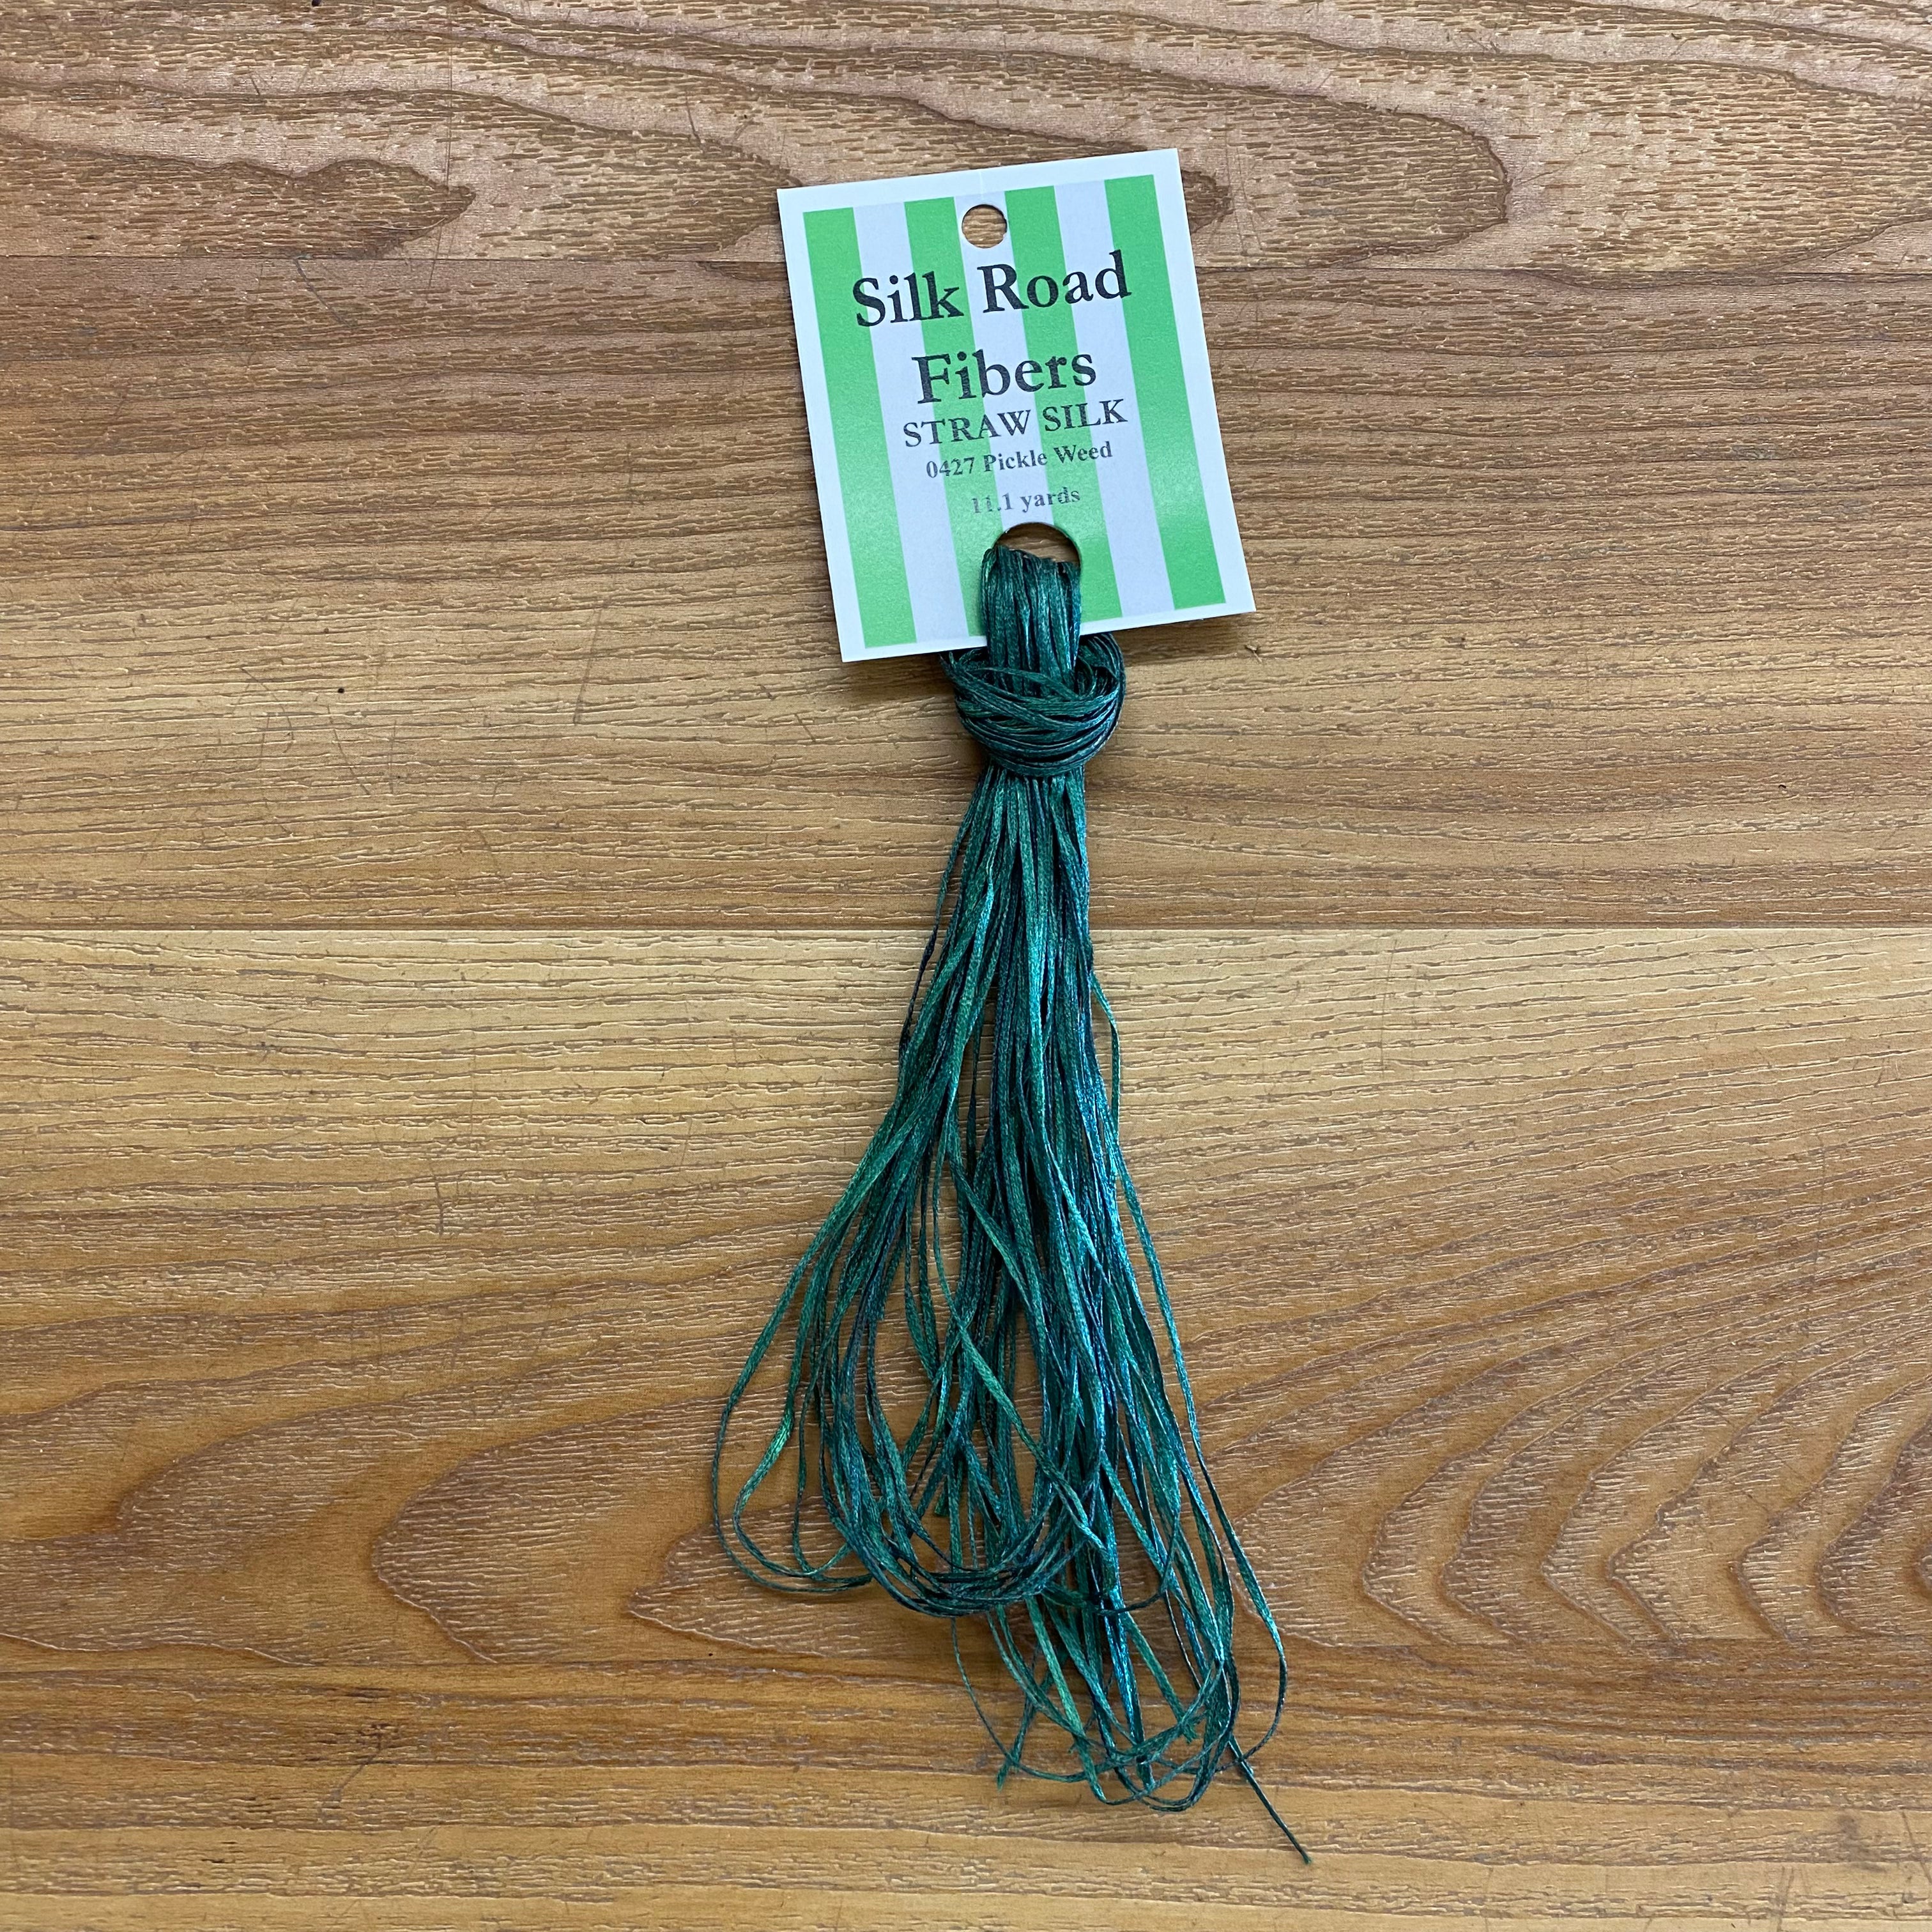 Silk Road
Fibers
STRAW SILK
0427 Pickle Weed
11.1 yards